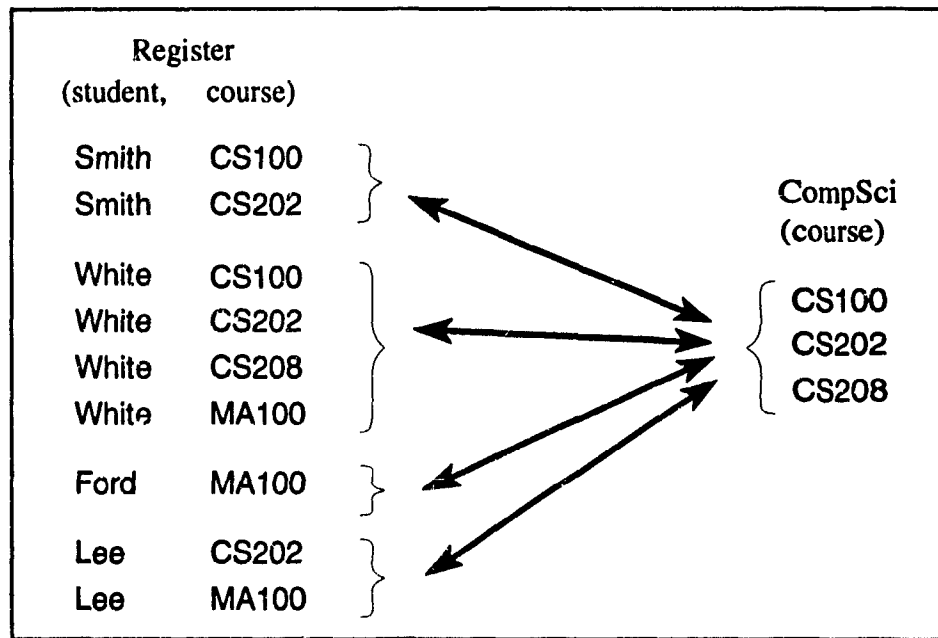 Register
(student, course)
Smith CS100
Smith CS202
White CS100
White CS202
White CS208
White MA100
Ford MA100
Lee CS202
Lee MA100
CompSci
(course)
CS100
CS202
CS208